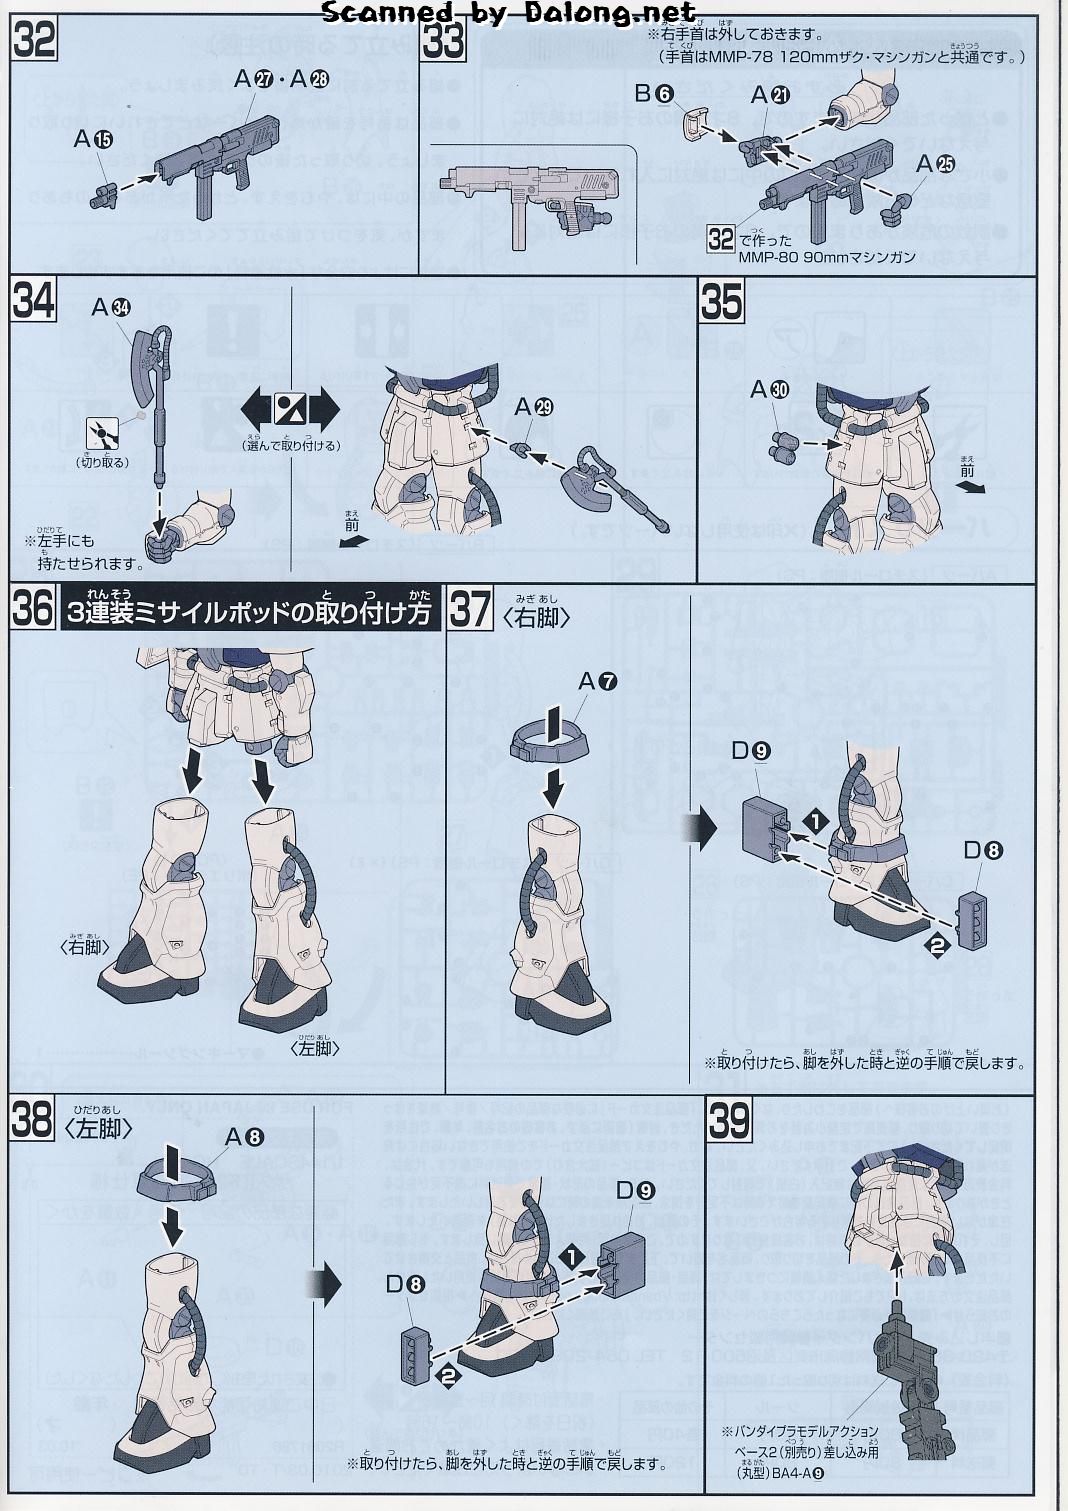 Scanned by Dalong.net
32
A27・A28
A15
33
※右手首は外しておきます。
(手首はMMP-78 120mmザク・マシンガンと共通です。)
B6
A21
A25
32で作った
MMP-80 90mmマシンガン
34
A34
(切り取る)
※左手にも
持たせられます。
(選んで取り付ける)
A29
前
35
A30
前
36 3連装ミサイルポッドの取り付け方
〈右脚〉
〈左脚〉
37 〈右脚〉
A7
D9
1
D8
2
※取り付けたら、脚を外した時と逆の手順で戻します。
38 〈左脚〉
A8
D9
1
D8
2
※取り付けたら、脚を外した時と逆の手順で戻します。
39
※バンダイプラモデルアクション
ベース2(別売り)差し込み用
(丸型)BA4-A9